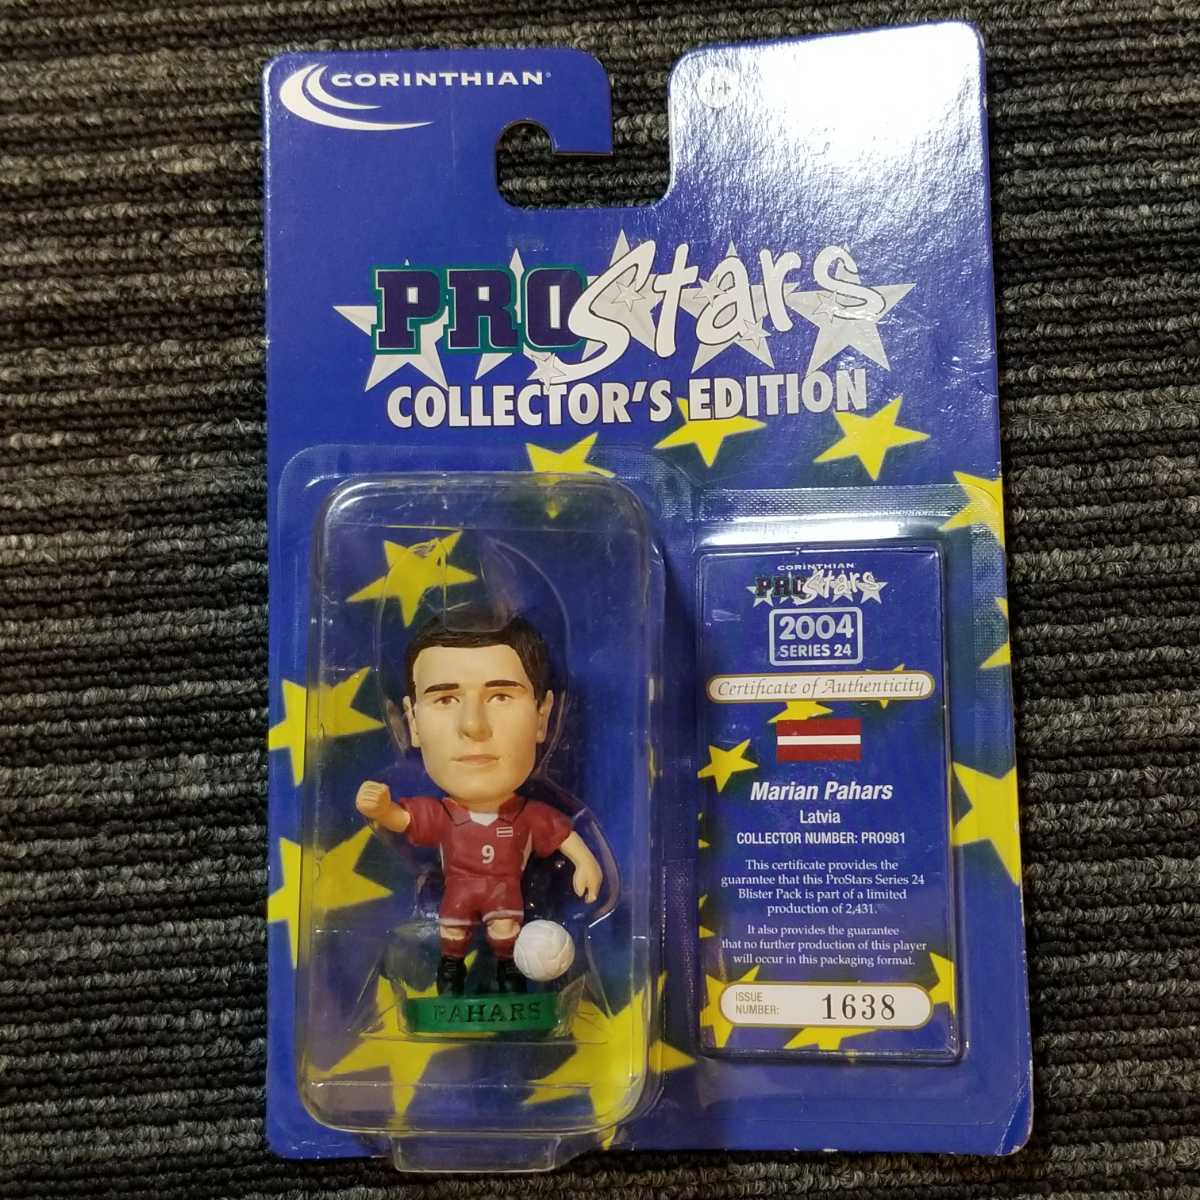 CORINTHIAN
PROStars
COLLECTOR'S EDITION
CORINTHIAN
PROStars
2004
SERIES 24
Certificate of Authenticity
Marian Pahars
Latvia
COLLECTOR NUMBER: PRO981
This certificate provides the
guarantee that this ProStars Series 24
Blister Pack is part of a limited
production of 2,431.
It also provides the guarantee
that no further production of this player
will occur in this packaging format.
ISSUE
NUMBER: 1638
9
PAHARS